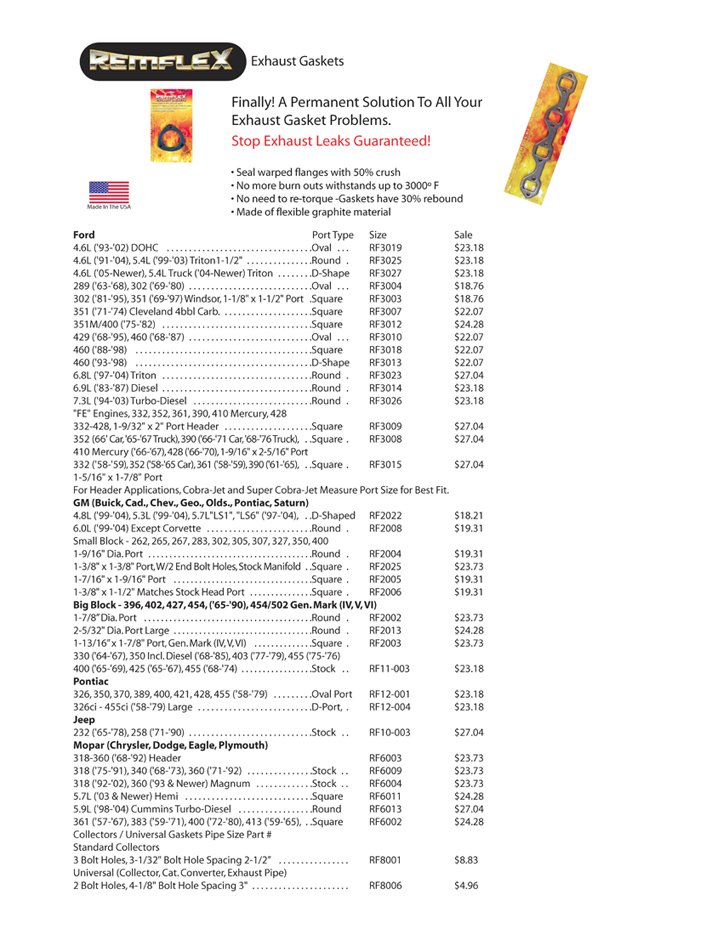 REMFLEX Exhaust Gaskets
Finally! A Permanent Solution To All Your
Exhaust Gasket Problems.
Stop Exhaust Leaks Guaranteed!
• Seal warped flanges with 50% crush
• No more burn outs withstands up to 3000º F
• No need to re-torque -Gaskets have 30% rebound
• Made of flexible graphite material
Made In The USA
Ford Port Type Size Sale
4.6L ('93-'02) DOHC ................................Oval ... RF3019 $23.18
4.6L ('91-'04), 5.4L ('99-'03) Triton1-1/2" ...............Round . RF3025 $23.18
4.6L ('05-Newer), 5.4L Truck ('04-Newer) Triton ........D-Shape RF3027 $23.18
289 ('63-'68), 302 ('69-'80) ............................Oval ... RF3004 $18.76
302 ('81-'95), 351 ('69-'97) Windsor, 1-1/8" x 1-1/2" Port .Square RF3003 $18.76
351 ('71-'74) Cleveland 4bbl Carb. ....................Square RF3007 $22.07
351M/400 ('75-'82) ..................................Square RF3012 $24.28
429 ('68-'95), 460 ('68-'87) ............................Oval ... RF3010 $22.07
460 ('88-'98) ........................................Square RF3018 $22.07
460 ('93-'98) ........................................D-Shape RF3013 $22.07
6.8L ('97-'04) Triton ..................................Round . RF3023 $27.04
6.9L ('83-'87) Diesel ..................................Round . RF3014 $23.18
7.3L ('94-'03) Turbo-Diesel ...........................Round . RF3026 $23.18
"FE" Engines, 332, 352, 361, 390, 410 Mercury, 428
332-428, 1-9/32" x 2" Port Header ....................Square RF3009 $27.04
352 (66' Car, '65-'67 Truck), 390 ('66-'71 Car, '68-'76 Truck), ..Square . RF3008 $27.04
410 Mercury ('66-'67), 428 ('66-'70), 1-9/16" x 2-5/16" Port
332 ('58-'59), 352 ('58-'65 Car), 361 ('58-'59), 390 ('61-'65), ..Square . RF3015 $27.04
1-5/16" x 1-7/8" Port
For Header Applications, Cobra-Jet and Super Cobra-Jet Measure Port Size for Best Fit.
GM (Buick, Cad., Chev., Geo., Olds., Pontiac, Saturn)
4.8L ('99-'04), 5.3L ('99-'04), 5.7L"LS1", "LS6" ('97-'04), ..D-Shaped RF2022 $18.21
6.0L ('99-'04) Except Corvette ........................Round . RF2008 $19.31
Small Block - 262, 265, 267, 283, 302, 305, 307, 327, 350, 400
1-9/16" Dia. Port .....................................Round . RF2004 $19.31
1-3/8" x 1-3/8" Port, W/2 End Bolt Holes, Stock Manifold ..Square . RF2025 $23.73
1-7/16" x 1-9/16" Port ...............................Square . RF2005 $19.31
1-3/8" x 1-1/2" Matches Stock Head Port ..............Square . RF2006 $19.31
Big Block - 396, 402, 427, 454, ('65-'90), 454/502 Gen. Mark (IV, V, VI)
1-7/8" Dia. Port ......................................Round . RF2002 $23.73
2-5/32" Dia. Port Large ...............................Round . RF2013 $24.28
1-13/16" x 1-7/8" Port, Gen. Mark (IV, V, VI) .............Square . RF2003 $23.73
330 ('64-'67), 350 Incl. Diesel ('68-'85), 403 ('77-'79), 455 ('75-'76)
400 ('65-'69), 425 ('65-'67), 455 ('68-'74) ................Stock .. RF11-003 $23.18
Pontiac
326, 350, 370, 389, 400, 421, 428, 455 ('58-'79) .........Oval Port RF12-001 $23.18
326ci - 455ci ('58-'79) Large ..........................D-Port, . RF12-004 $23.18
Jeep
232 ('65-'78), 258 ('71-'90) ............................Stock .. RF10-003 $27.04
Mopar (Chrysler, Dodge, Eagle, Plymouth)
318-360 ('68-'92) Header RF6003 $23.73
318 ('75-'91), 340 ('68-'73), 360 ('71-'92) ...............Stock .. RF6009 $23.73
318 ('92-'02), 360 ('93 & Newer) Magnum .............Stock .. RF6004 $23.73
5.7L ('03 & Newer) Hemi .............................Square RF6011 $24.28
5.9L ('98-'04) Cummins Turbo-Diesel .................Round RF6013 $27.04
361 ('57-'67), 383 ('59-'71), 400 ('72-'80), 413 ('59-'65), ..Square RF6002 $24.28
Collectors / Universal Gaskets Pipe Size Part #
Standard Collectors
3 Bolt Holes, 3-1/32" Bolt Hole Spacing 2-1/2" ................ RF8001 $8.83
Universal (Collector, Cat. Converter, Exhaust Pipe)
2 Bolt Holes, 4-1/8" Bolt Hole Spacing 3" ...................... RF8006 $4.96